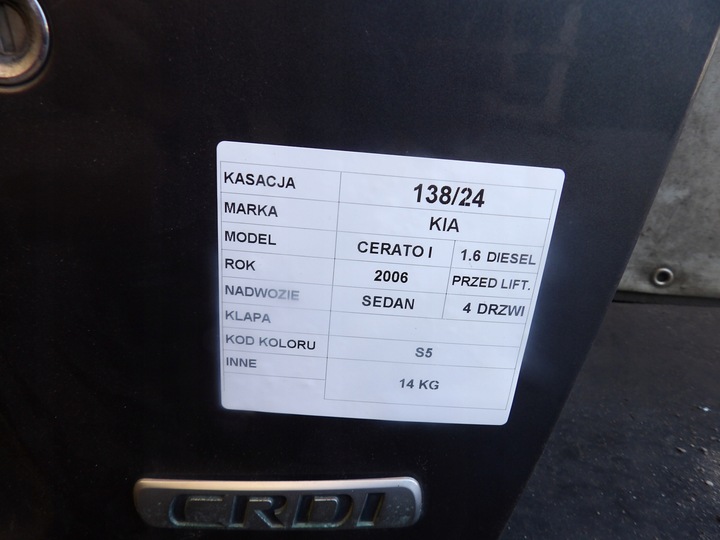 KASACJA 138/24
MARKA KIA
MODEL CERATO I 1.6 DIESEL
ROK 2006 PRZED LIFT.
NADWOZIE SEDAN 4 DRZWI
KLAPA
KOD KOLORU S5
INNE 14 KG
CRDI